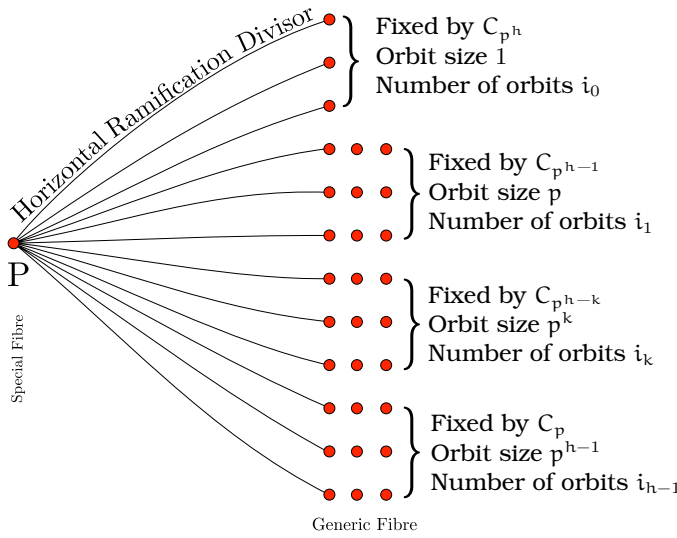 Horizontal Ramification Divisor
Fixed by C_{p^h}
Orbit size 1
Number of orbits i_0
Fixed by C_{p^{h-1}}
Orbit size p
Number of orbits i_1
P
Special Fibre
Fixed by C_{p^{h-k}}
Orbit size p^k
Number of orbits i_k
Fixed by C_p
Orbit size p^{h-1}
Number of orbits i_{h-1}
Generic Fibre